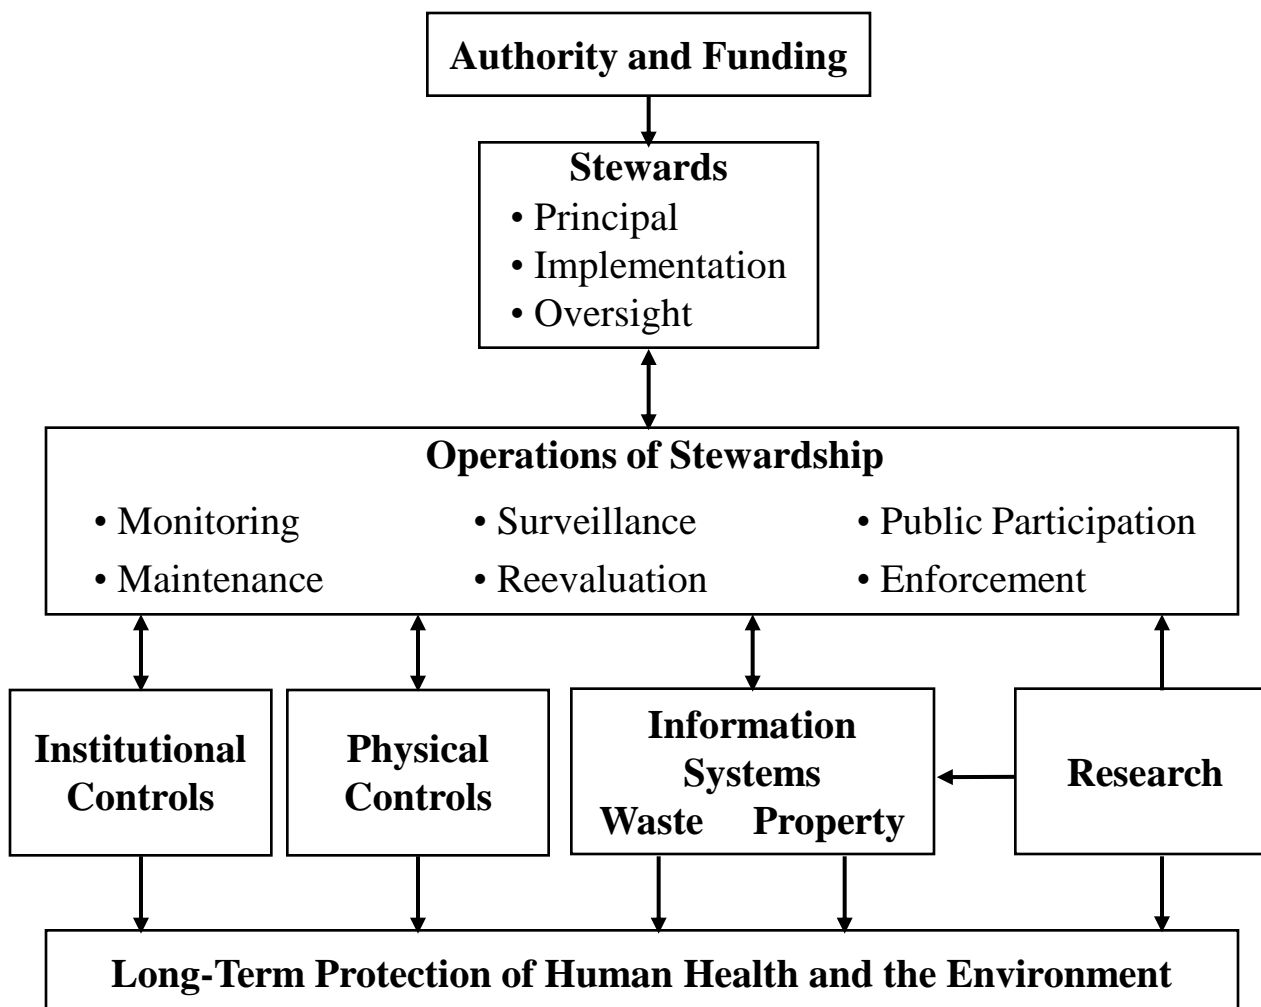 Authority and Funding
Stewards
• Principal
• Implementation
• Oversight
Operations of Stewardship
• Monitoring
• Surveillance
• Public Participation
• Maintenance
• Reevaluation
• Enforcement
Institutional
Controls
Physical
Controls
Information
Systems
Waste Property
Research
Long-Term Protection of Human Health and the Environment